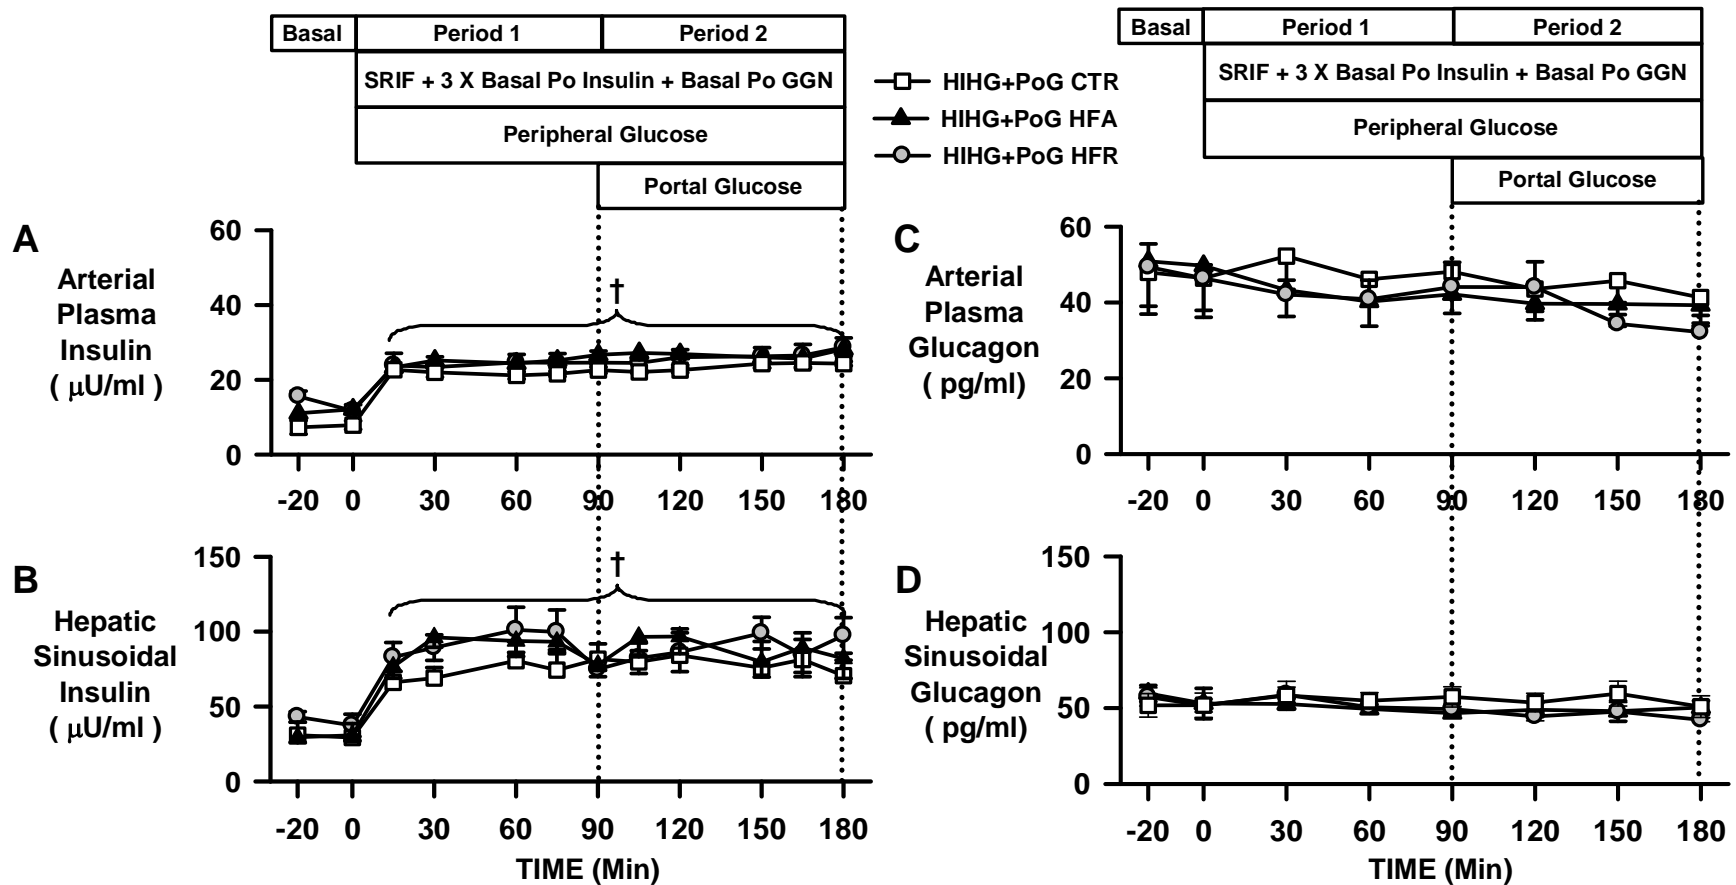 Basal Period 1 Period 2
SRIF + 3 X Basal Po Insulin + Basal Po GGN
Peripheral Glucose
Portal Glucose
HIHG+PoG CTR
HIHG+PoG HFA
HIHG+PoG HFR
Basal Period 1 Period 2
SRIF + 3 X Basal Po Insulin + Basal Po GGN
Peripheral Glucose
Portal Glucose
A
Arterial
Plasma
Insulin
( μU/ml )
60
40
20
0
†
-20 0 30 60 90 120 150 180
B
Hepatic
Sinusoidal
Insulin
( μU/ml )
150
100
50
0
†
-20 0 30 60 90 120 150 180
TIME (Min)
C
Arterial
Plasma
Glucagon
( pg/ml)
60
40
20
0
-20 0 30 60 90 120 150 180
D
Hepatic
Sinusoidal
Glucagon
( pg/ml)
150
100
50
0
-20 0 30 60 90 120 150 180
TIME (Min)